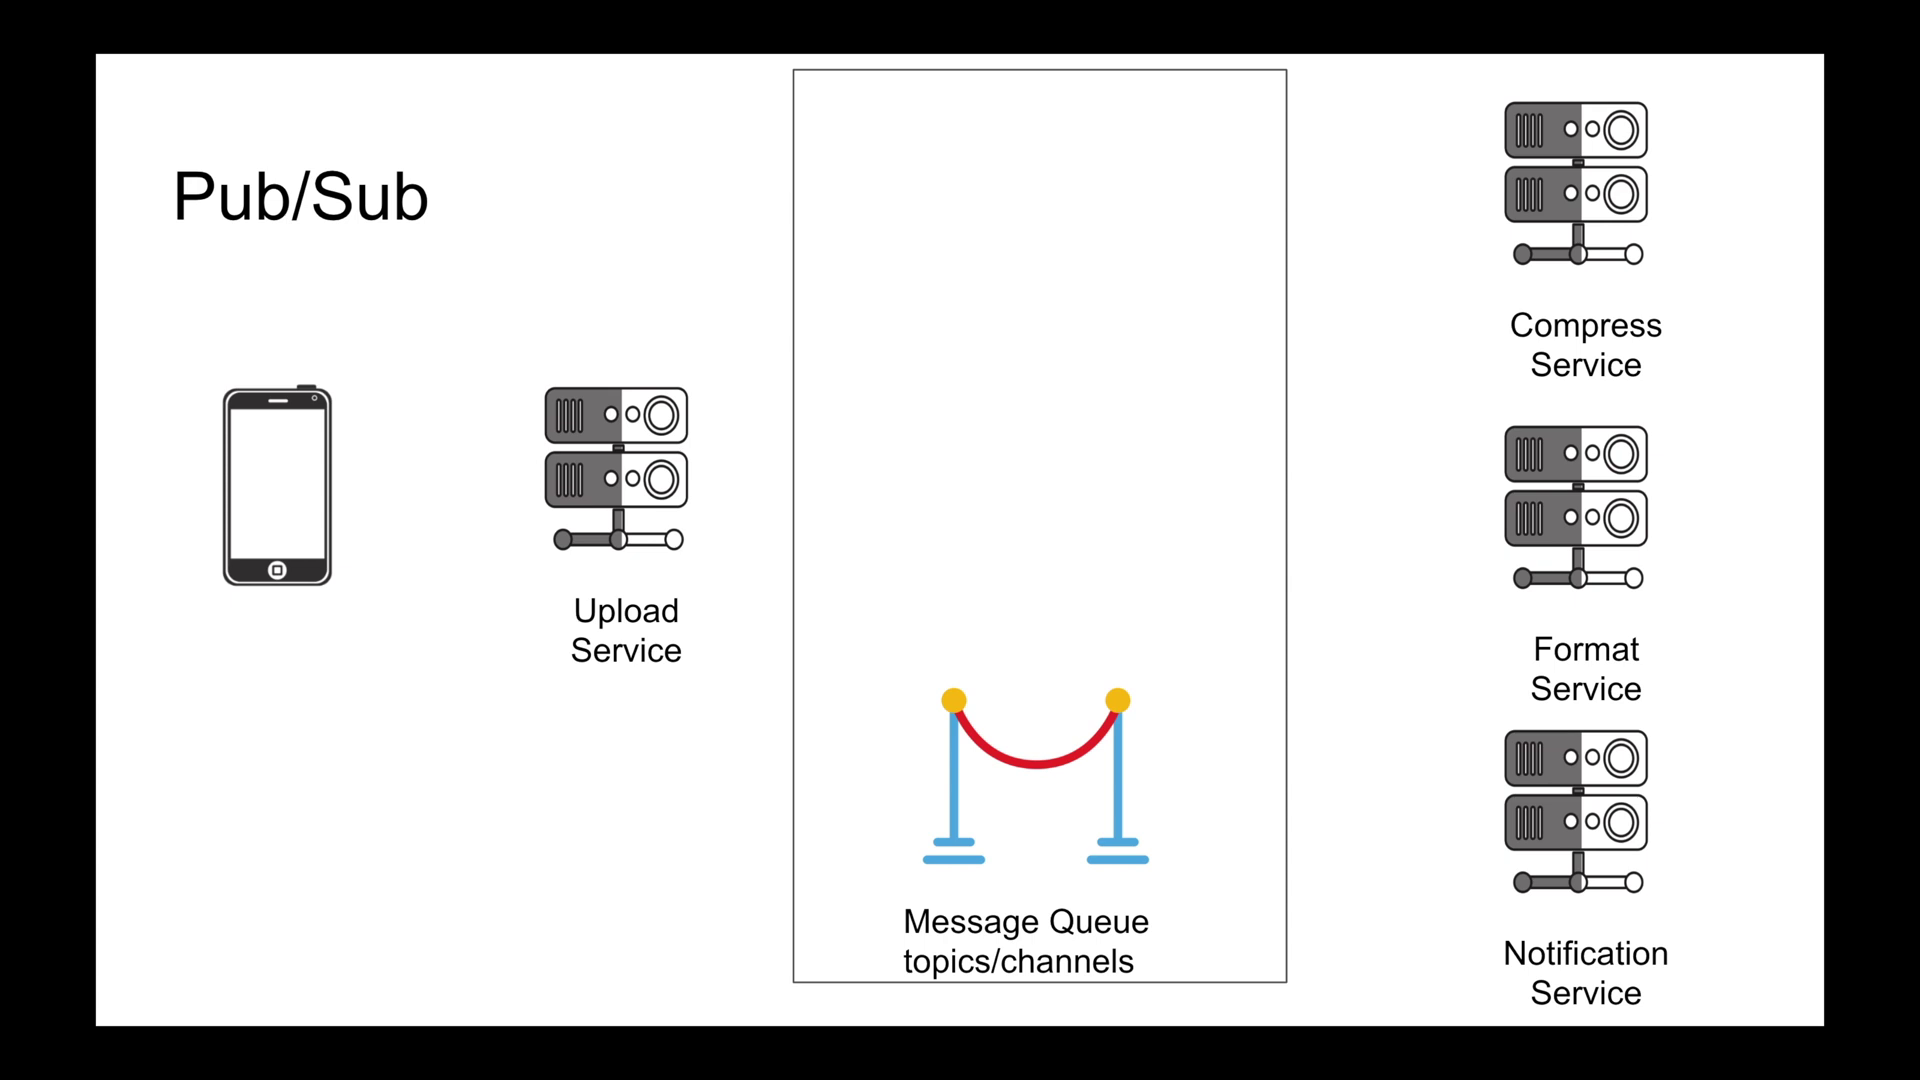 Pub/Sub
Upload
Service
Message Queue
topics/channels
Compress
Service
Format
Service
Notification
Service